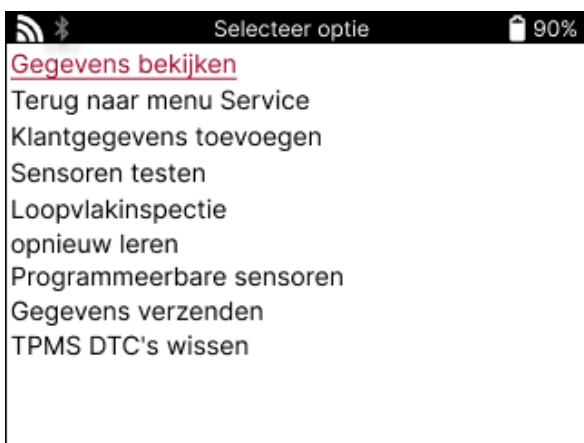 Selecteer optie
90%
Gegevens bekijken
Terug naar menu Service
Klantgegevens toevoegen
Sensoren testen
Loopvlakinspectie
opnieuw leren
Programmeerbare sensoren
Gegevens verzenden
TPMS DTC's wissen